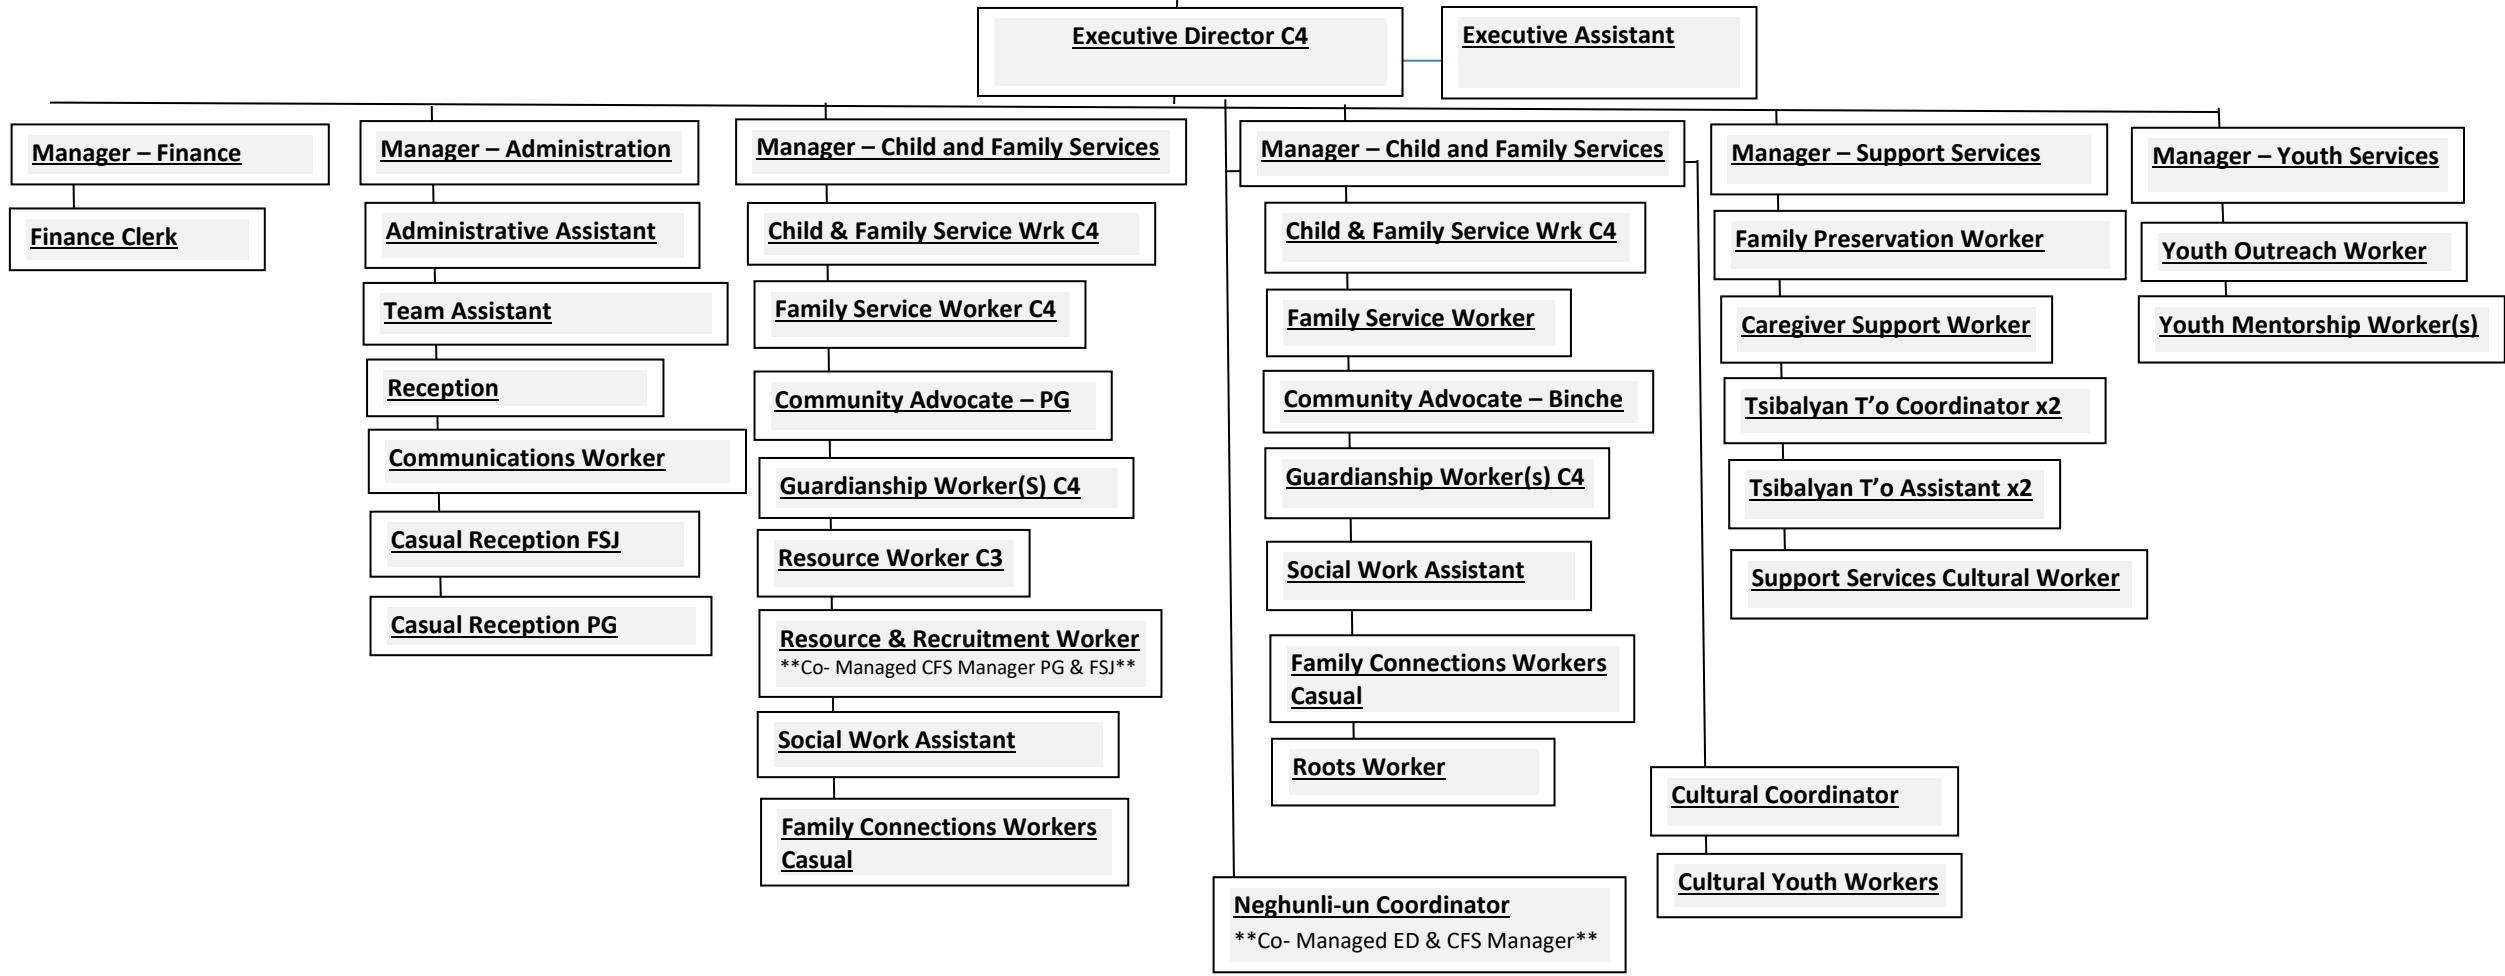 Executive Director C4
Executive Assistant
Manager – Finance
Finance Clerk
Manager – Administration
Administrative Assistant
Team Assistant
Reception
Communications Worker
Casual Reception FSJ
Casual Reception PG
Manager – Child and Family Services
Child & Family Service Wrk C4
Family Service Worker C4
Community Advocate – PG
Guardianship Worker(S) C4
Resource Worker C3
Resource & Recruitment Worker
**Co- Managed CFS Manager PG & FSJ**
Social Work Assistant
Family Connections Workers
Casual
Manager – Child and Family Services
Child & Family Service Wrk C4
Family Service Worker
Community Advocate – Binche
Guardianship Worker(s) C4
Social Work Assistant
Family Connections Workers
Casual
Roots Worker
Neghunli-un Coordinator
**Co- Managed ED & CFS Manager**
Cultural Coordinator
Cultural Youth Workers
Manager – Support Services
Family Preservation Worker
Caregiver Support Worker
Tsibalyan T’o Coordinator x2
Tsibalyan T’o Assistant x2
Support Services Cultural Worker
Manager – Youth Services
Youth Outreach Worker
Youth Mentorship Worker(s)